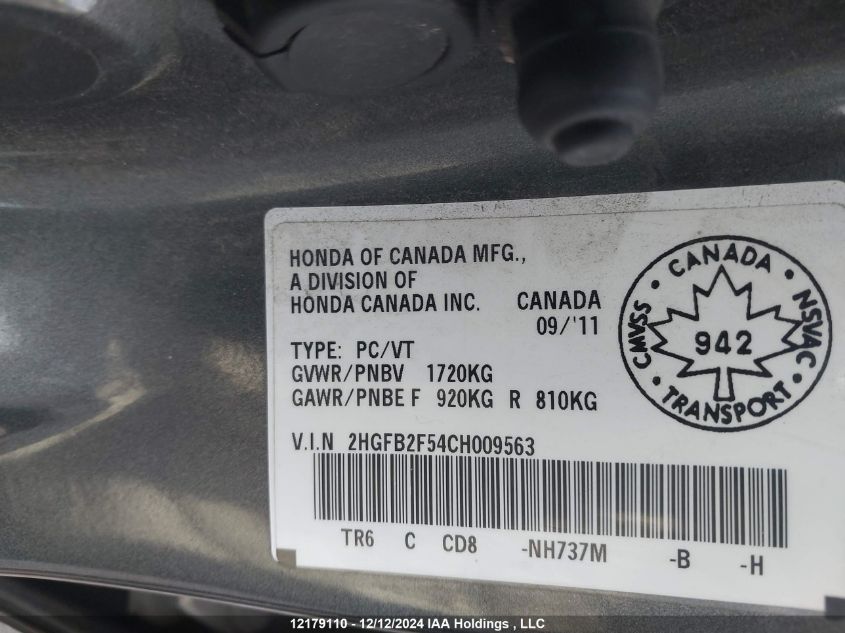 HONDA OF CANADA MFG.,
A DIVISION OF
HONDA CANADA INC. CANADA
09/'11
TYPE: PC/VT
GVWR/PNBV 1720KG
GAWR/PNBE F 920KG R 810KG
V.I.N 2HGFB2F54CH009563
TR6 C CD8 -NH737M -B -H
• CANADA •
CMVSS 942 NSVAC
• TRANSPORT •
12179110 - 12/12/2024 IAA Holdings , LLC